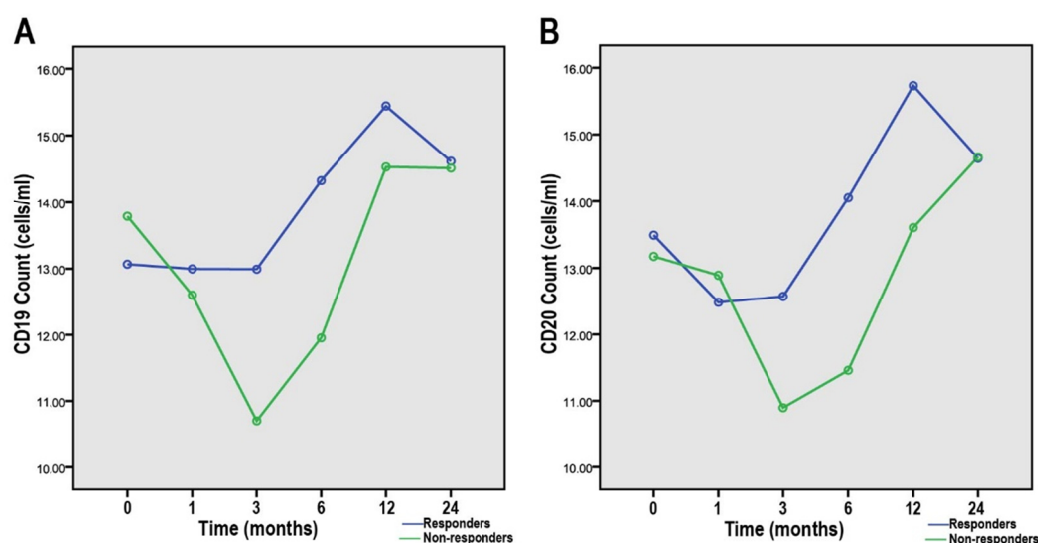 A
CD19 Count (cells/ml)
16.00
15.00
14.00
13.00
12.00
11.00
10.00
0 1 3 6 12 24
Time (months)
Responders
Non-responders
B
CD20 Count (cells/ml)
16.00
15.00
14.00
13.00
12.00
11.00
10.00
0 1 3 6 12 24
Time (months)
Responders
Non-responders